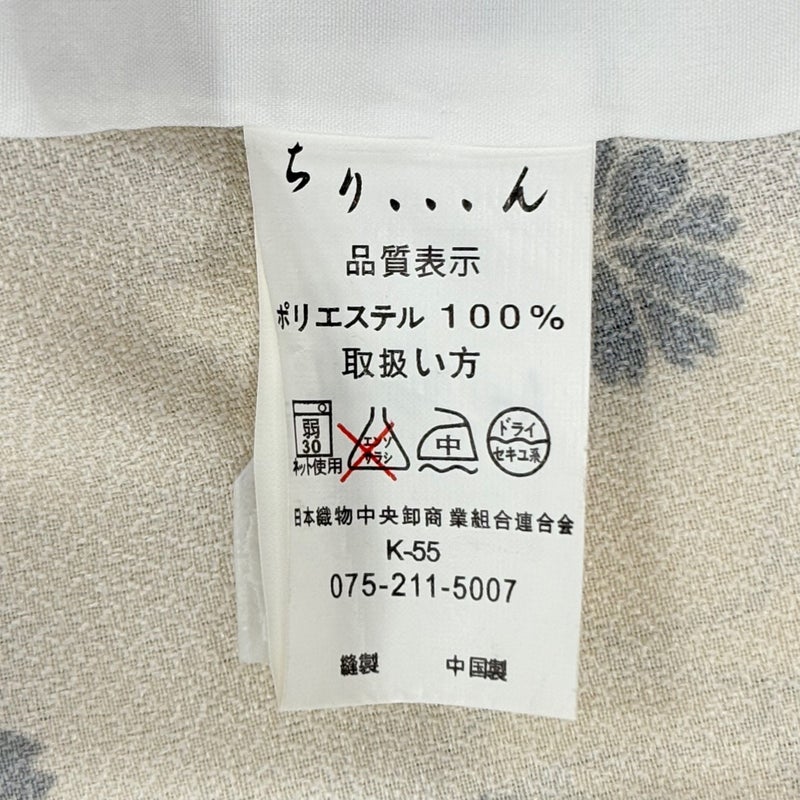 ちり...ん
品質表示
ポリエステル 100%
取扱い方
弱
30
ネット使用
エンソ
サラシ
中
ドライ
セキユ系
日本織物中央卸商業組合連合会
K-55
075-211-5007
縫製 中国製